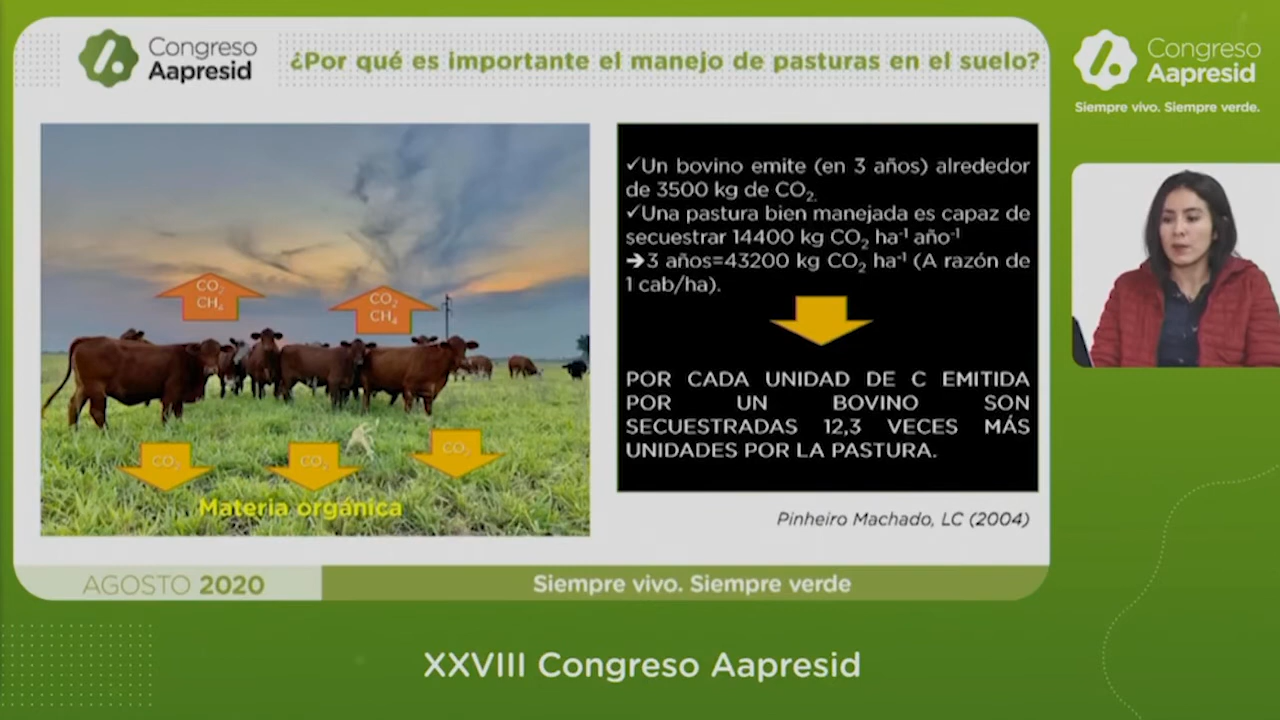 Congreso
Aapresid
¿Por qué es importante el manejo de pasturas en el suelo?
CO2
CH4
CO2
CH4
CO2
CO2
CO2
Materia orgánica
✓Un bovino emite (en 3 años) alrededor
de 3500 kg de CO2.
✓Una pastura bien manejada es capaz de
secuestrar 14400 kg CO2 ha-1 año-1
➔3 años=43200 kg CO2 ha-1 (A razón de
1 cab/ha).
POR CADA UNIDAD DE C EMITIDA
POR UN BOVINO SON
SECUESTRADAS 12,3 VECES MÁS
UNIDADES POR LA PASTURA.
Pinheiro Machado, LC (2004)
AGOSTO 2020
Siempre vivo. Siempre verde
Congreso
Aapresid
Siempre vivo. Siempre verde.
XXVIII Congreso Aapresid